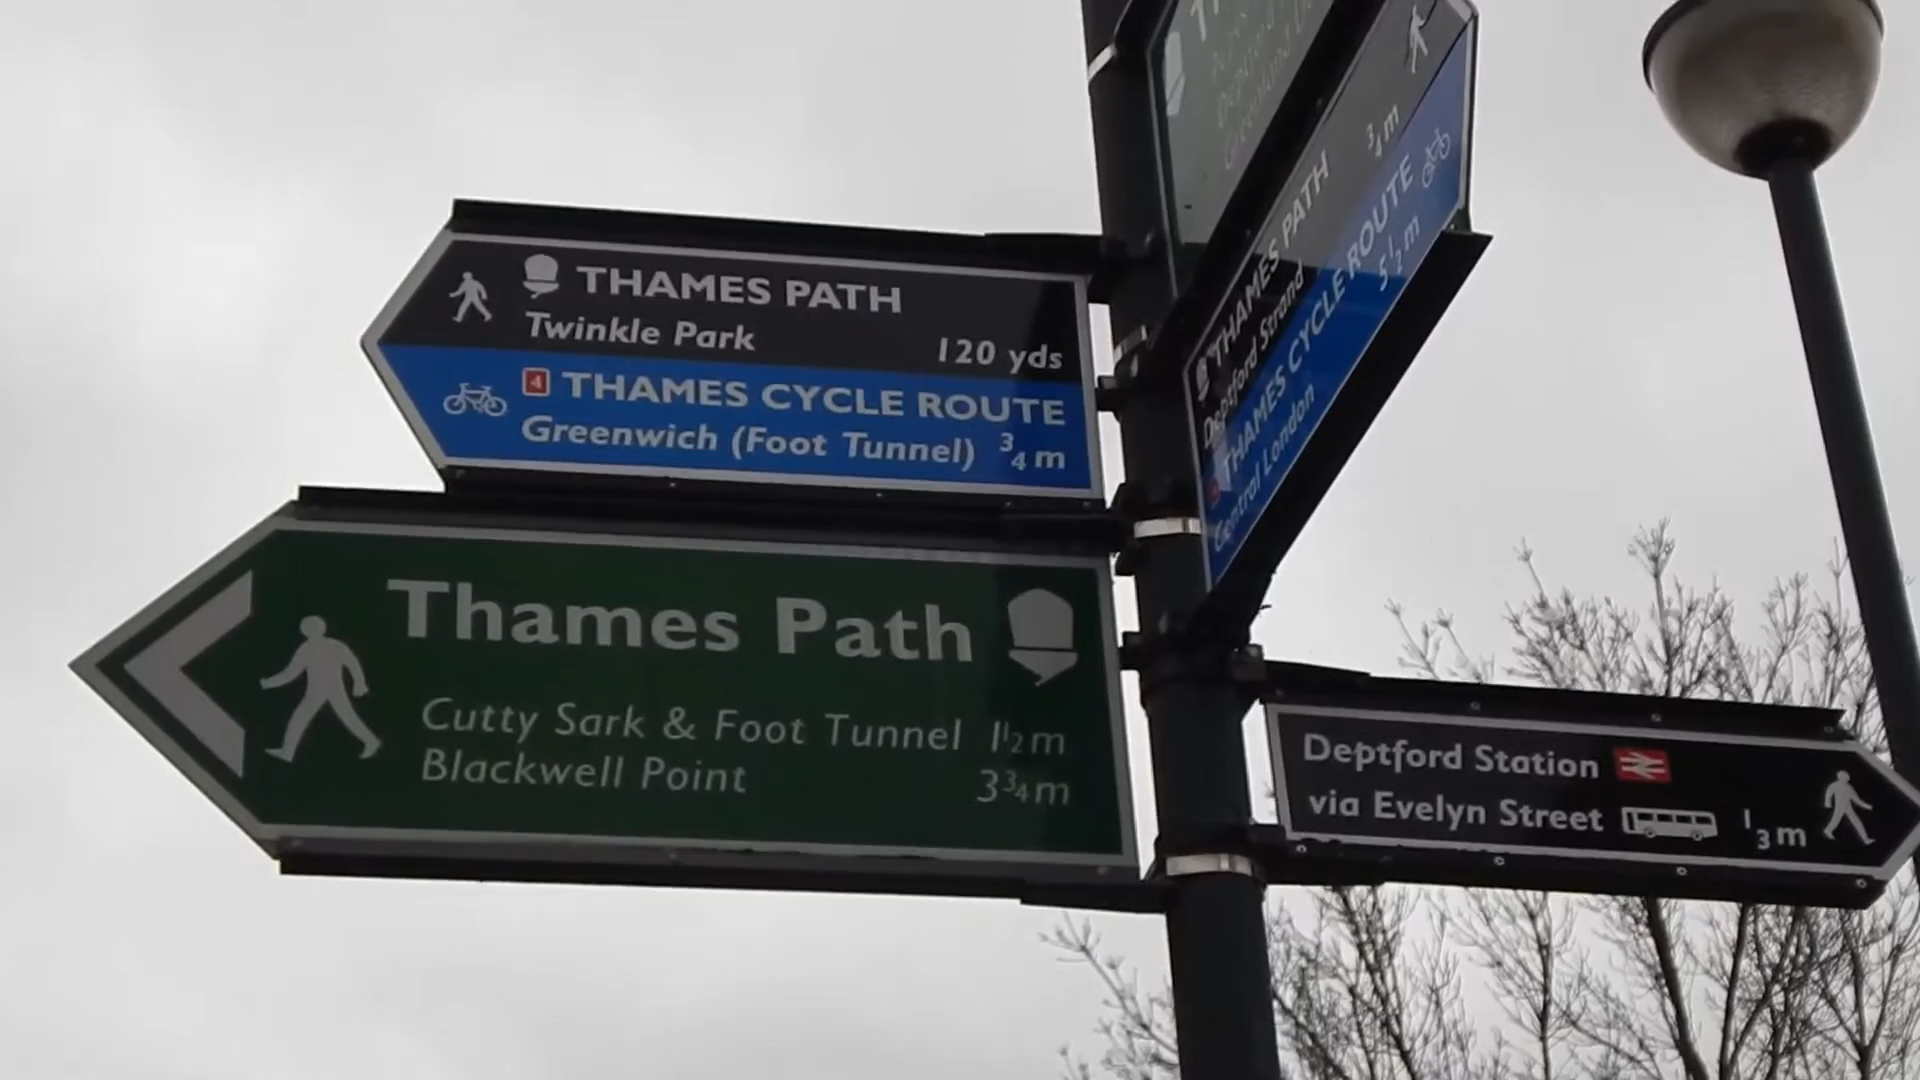 THAMES PATH
Twinkle Park 120 yds
4 THAMES CYCLE ROUTE
Greenwich (Foot Tunnel) 3/4 m
Thames Path
Cutty Sark & Foot Tunnel 1 1/2 m
Blackwell Point 3 3/4 m
THAMES PATH
Deptford Strand 3/4 m
THAMES CYCLE ROUTE
Central London 5 1/2 m
Deptford Station
via Evelyn Street 1/3 m